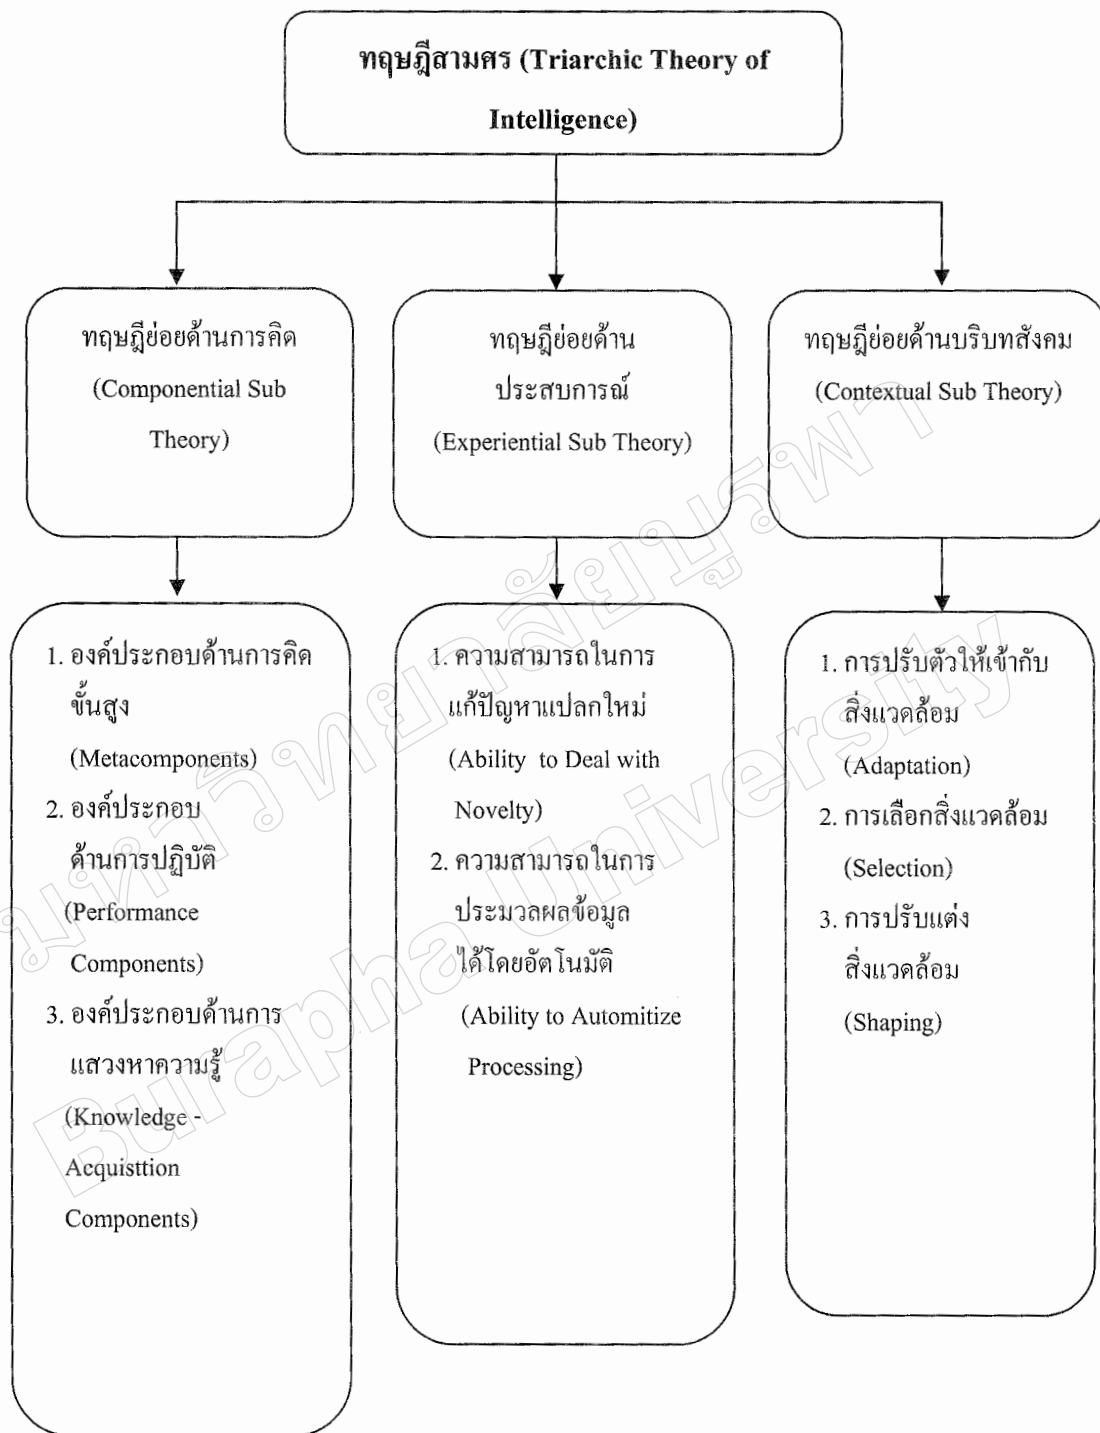 ทฤษฎีสามศร (Triarchic Theory of
Intelligence)
ทฤษฎีย่อยด้านการคิด
(Componential Sub
Theory)
ทฤษฎีย่อยด้าน
ประสบการณ์
(Experiential Sub Theory)
ทฤษฎีย่อยด้านบริบทสังคม
(Contextual Sub Theory)
1. องค์ประกอบด้านการคิด
ขั้นสูง
(Metacomponents)
2. องค์ประกอบ
ด้านการปฏิบัติ
(Performance
Components)
3. องค์ประกอบด้านการ
แสวงหาความรู้
(Knowledge -
Acquisttion
Components)
1. ความสามารถในการ
แก้ปัญหาแปลกใหม่
(Ability to Deal with
Novelty)
2. ความสามารถในการ
ประมวลผลข้อมูล
ได้โดยอัตโนมัติ
(Ability to Automitize
Processing)
1. การปรับตัวให้เข้ากับ
สิ่งแวดล้อม
(Adaptation)
2. การเลือกสิ่งแวดล้อม
(Selection)
3. การปรับแต่ง
สิ่งแวดล้อม
(Shaping)
มหาวิทยาลัยบูรพา
Burapha University